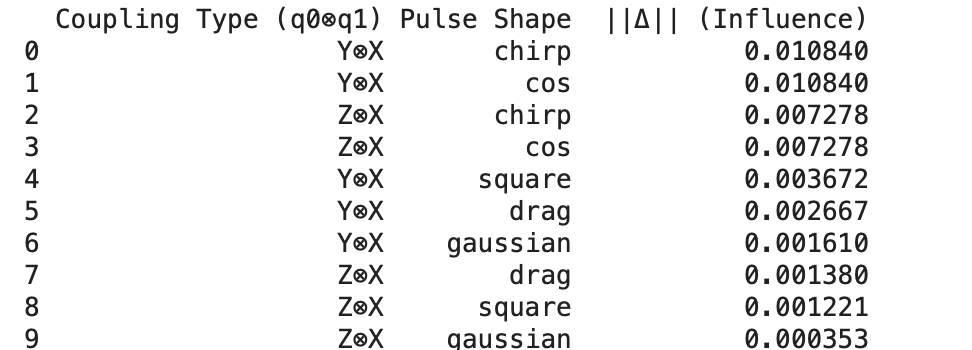 Coupling Type (q0⊗q1) Pulse Shape ||Δ|| (Influence)
0 Y⊗X chirp 0.010840
1 Y⊗X cos 0.010840
2 Z⊗X chirp 0.007278
3 Z⊗X cos 0.007278
4 Y⊗X square 0.003672
5 Y⊗X drag 0.002667
6 Y⊗X gaussian 0.001610
7 Z⊗X drag 0.001380
8 Z⊗X square 0.001221
9 Z⊗X gaussian 0.000353